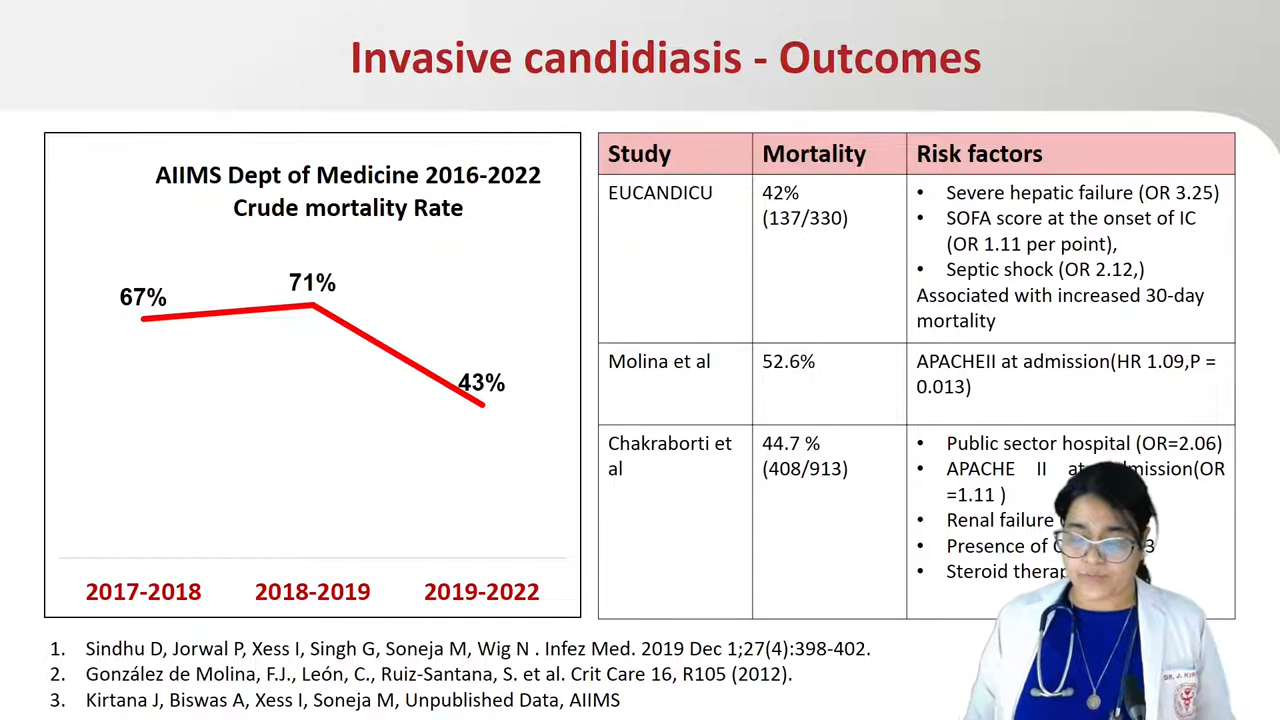 Invasive candidiasis - Outcomes
AIIMS Dept of Medicine 2016-2022
Crude mortality Rate
67%
71%
43%
2017-2018
2018-2019
2019-2022
Study
Mortality
Risk factors
EUCANDICU
42%
(137/330)
• Severe hepatic failure (OR 3.25)
• SOFA score at the onset of IC
(OR 1.11 per point),
• Septic shock (OR 2.12,)
Associated with increased 30-day
mortality
Molina et al
52.6%
APACHEII at admission(HR 1.09,P =
0.013)
Chakraborti et
al
44.7 %
(408/913)
• Public sector hospital (OR=2.06)
• APACHE II at admission(OR
=1.11 )
• Renal failure
• Presence of
• Steroid
1. Sindhu D, Jorwal P, Xess I, Singh G, Soneja M, Wig N . Infez Med. 2019 Dec 1;27(4):398-402.
2. González de Molina, F.J., León, C., Ruiz-Santana, S. et al. Crit Care 16, R105 (2012).
3. Kirtana J, Biswas A, Xess I, Soneja M, Unpublished Data, AIIMS